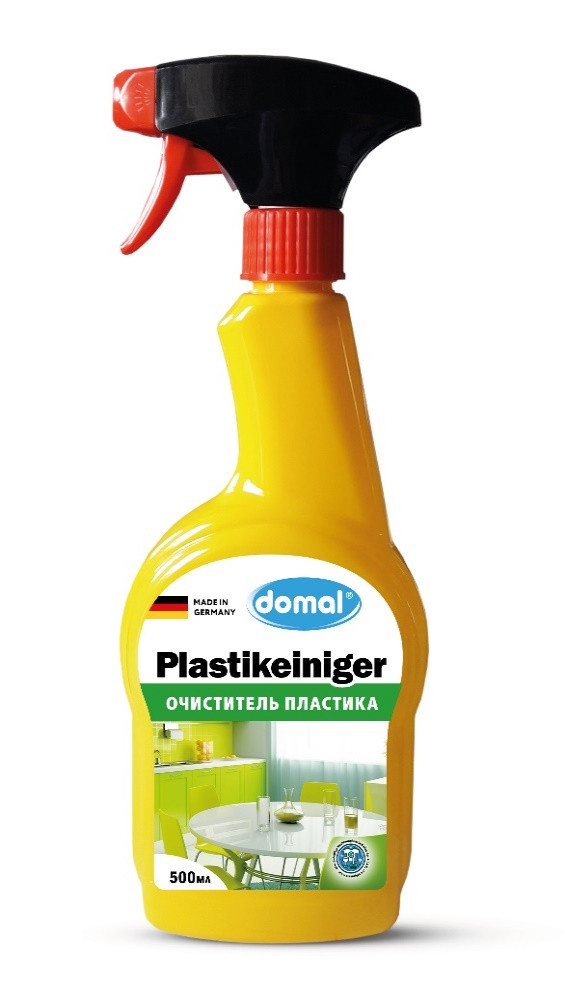 MADE IN
GERMANY
domal®
Plastikeiniger
ОЧИСТИТЕЛЬ ПЛАСТИКА
500мл